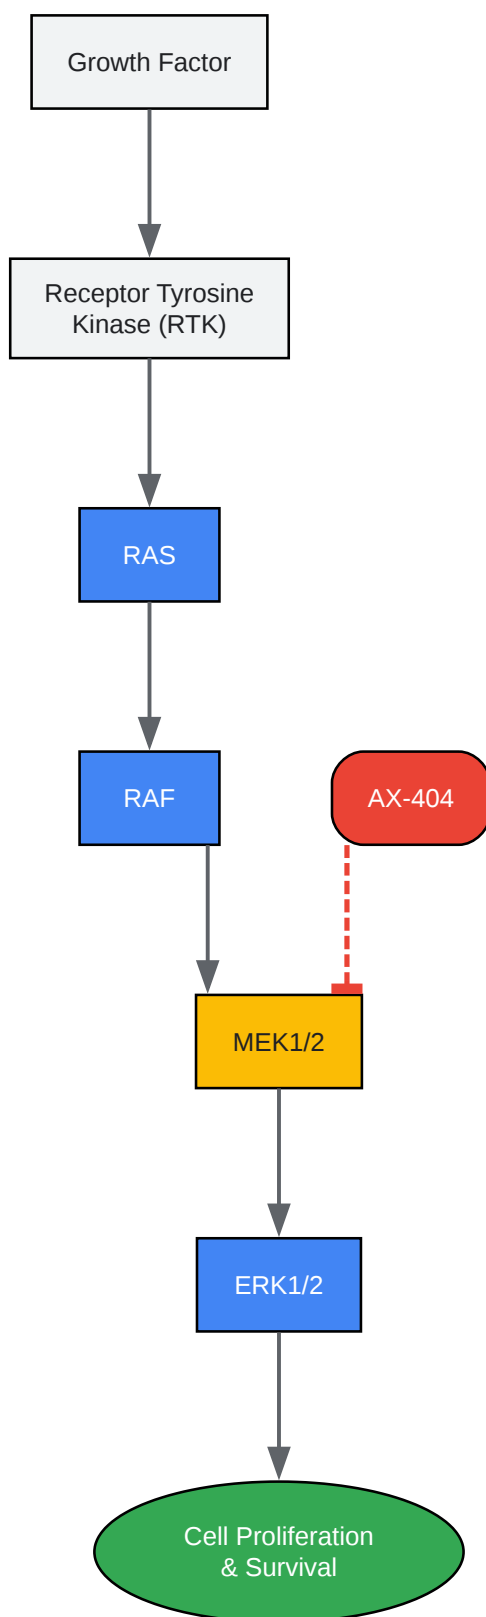 Growth Factor
Receptor Tyrosine
Kinase (RTK)
RAS
RAF
AX-404
MEK1/2
ERK1/2
Cell Proliferation
& Survival